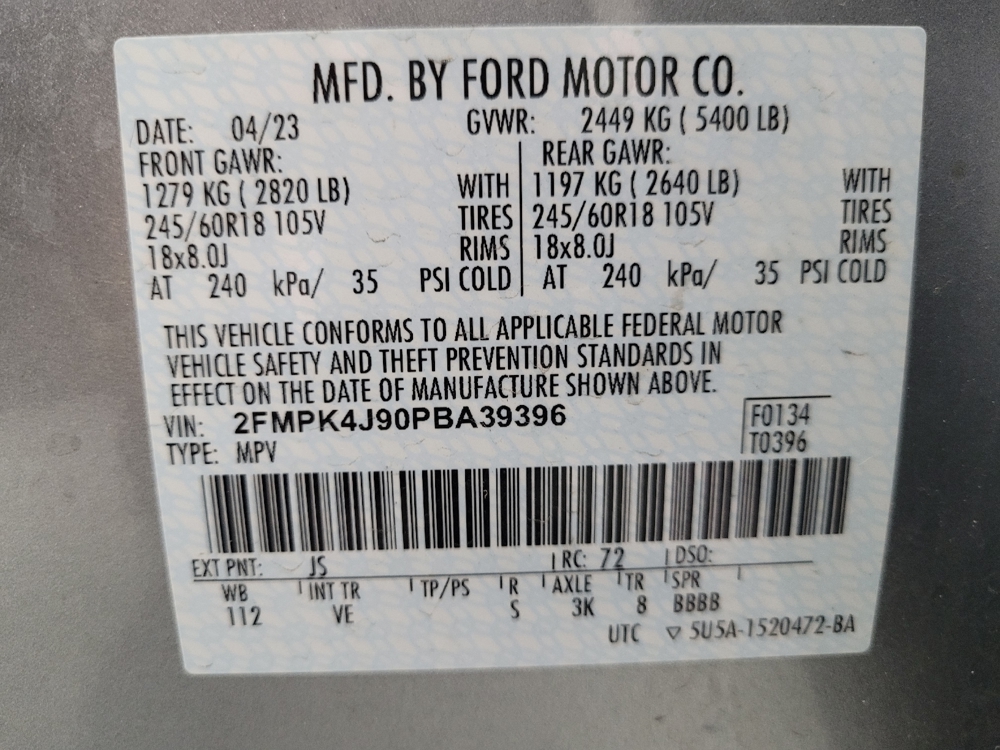 MFD. BY FORD MOTOR CO.
DATE: 04/23 GVWR: 2449 KG ( 5400 LB)
FRONT GAWR: REAR GAWR:
1279 KG ( 2820 LB) WITH 1197 KG ( 2640 LB) WITH
245/60R18 105V TIRES 245/60R18 105V TIRES
18x8.0J RIMS 18x8.0J RIMS
AT 240 kPa/ 35 PSI COLD AT 240 kPa/ 35 PSI COLD
THIS VEHICLE CONFORMS TO ALL APPLICABLE FEDERAL MOTOR
VEHICLE SAFETY AND THEFT PREVENTION STANDARDS IN
EFFECT ON THE DATE OF MANUFACTURE SHOWN ABOVE.
VIN: 2FMPK4J90PBA39396 F0134
TYPE: MPV T0396
EXT PNT: JS RC: 72 DSO:
WB INT TR TP/PS R AXLE TR SPR
112 VE S 3K 8 BBBB
UTC ▽ 5U5A-1520472-BA